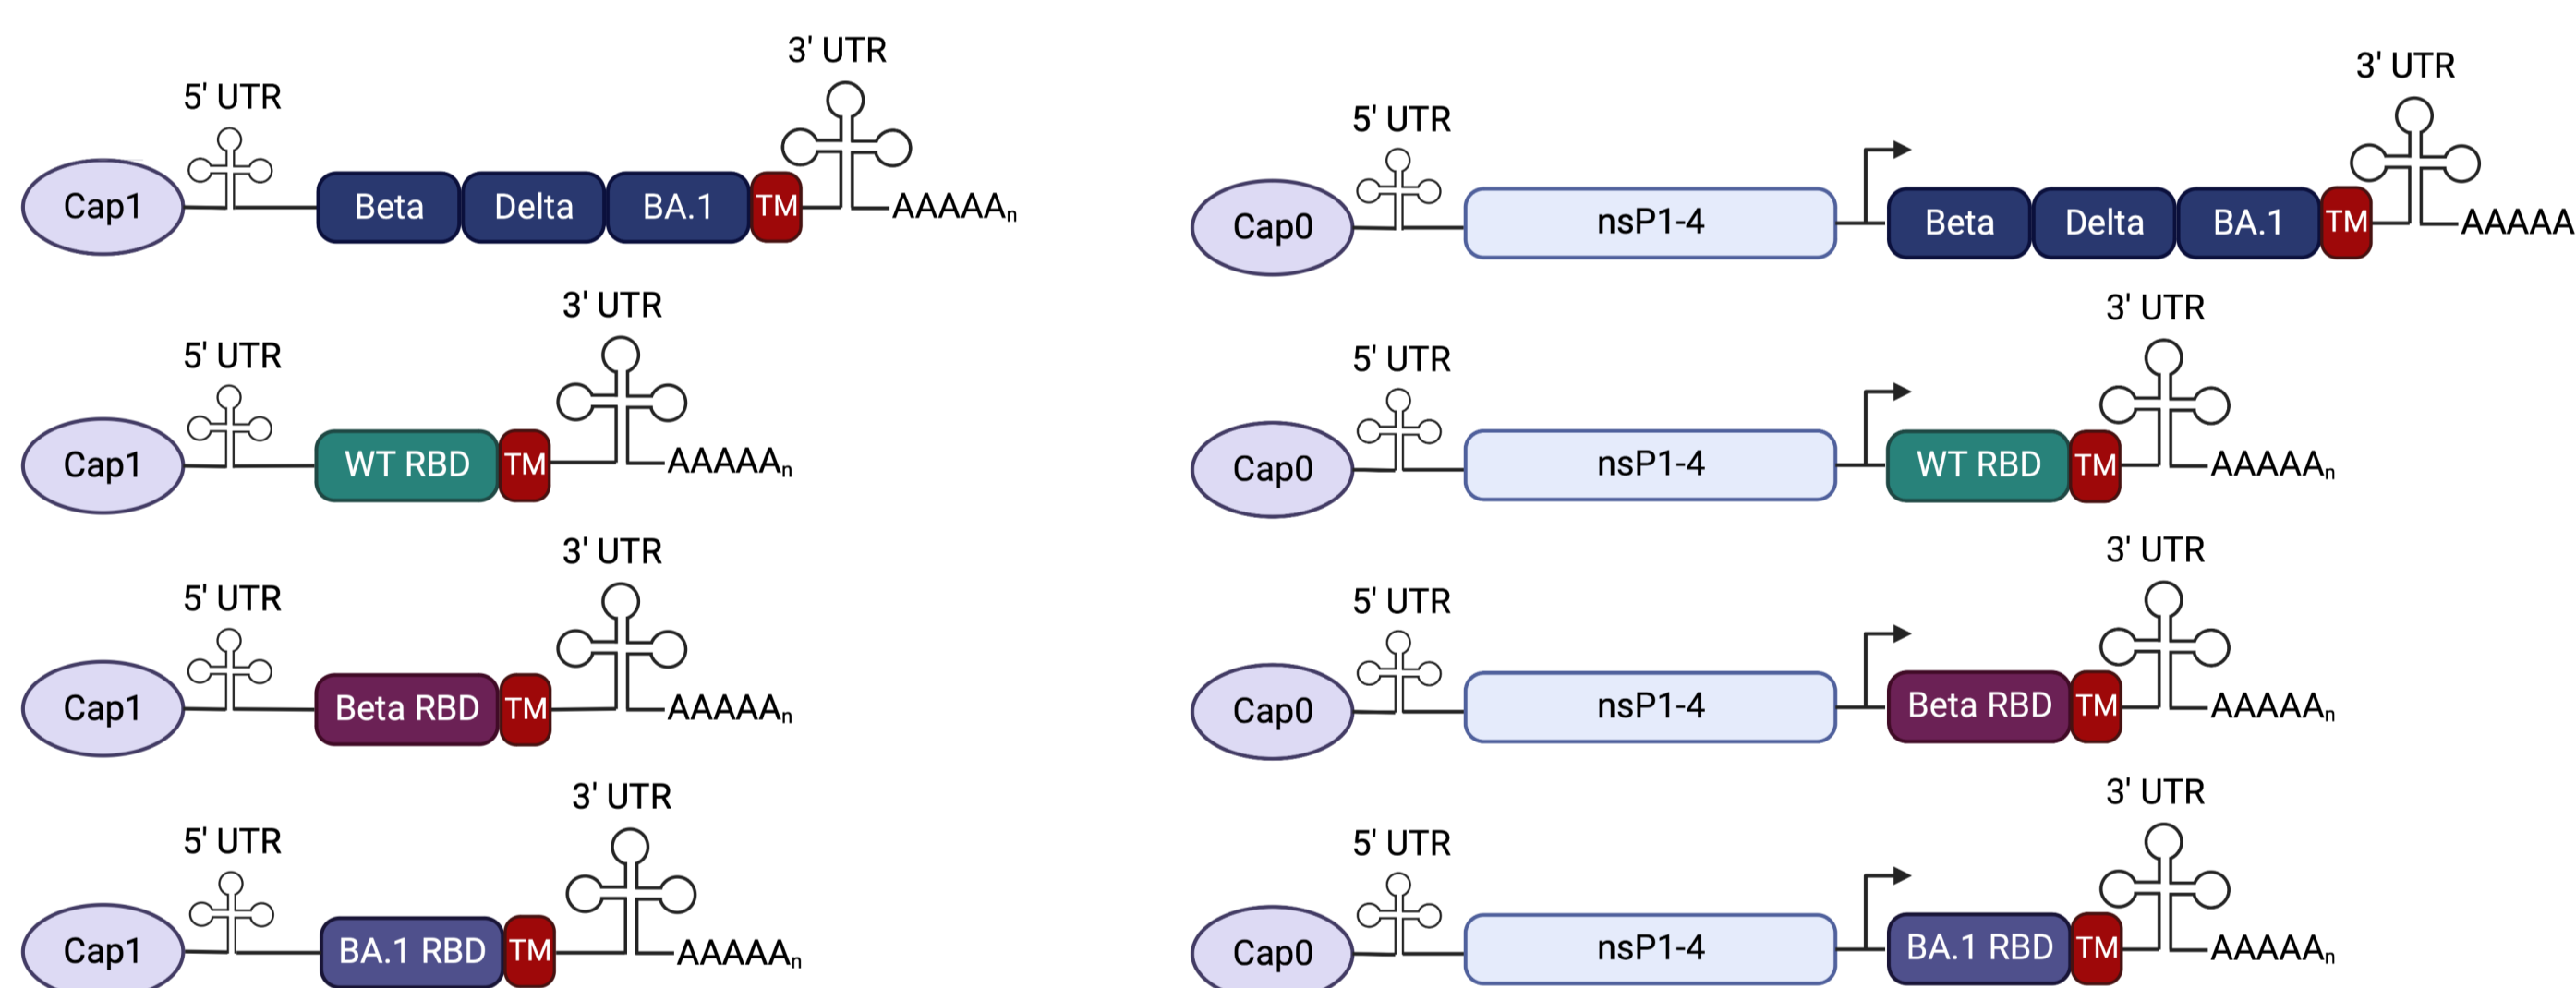 3' UTR
5' UTR
Cap1 Beta Delta BA.1 TM AAAAAn
3' UTR
5' UTR
Cap1 WT RBD TM AAAAAn
3' UTR
5' UTR
Cap1 Beta RBD TM AAAAAn
3' UTR
5' UTR
Cap1 BA.1 RBD TM AAAAAn
3' UTR
5' UTR
Cap0 nsP1-4 Beta Delta BA.1 TM AAAAA
3' UTR
5' UTR
Cap0 nsP1-4 WT RBD TM AAAAAn
3' UTR
5' UTR
Cap0 nsP1-4 Beta RBD TM AAAAAn
3' UTR
5' UTR
Cap0 nsP1-4 BA.1 RBD TM AAAAAn